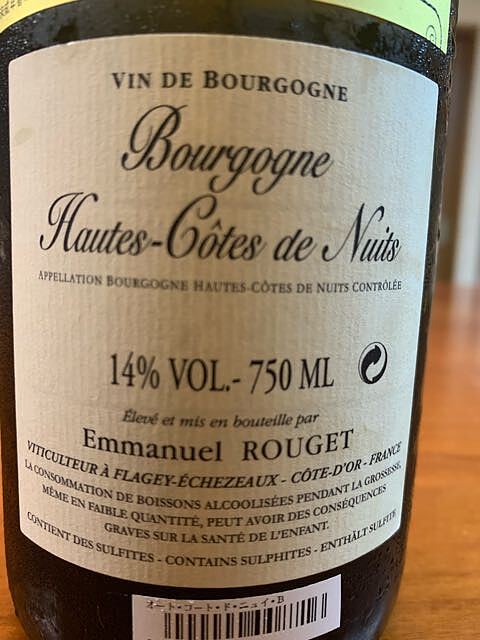 VIN DE BOURGOGNE
Bourgogne
Hautes-Côtes de Nuits
APPELLATION BOURGOGNE HAUTES-CÔTES DE NUITS CONTRÔLÉE
14% VOL.- 750 ML
Élevé et mis en bouteille par
Emmanuel ROUGET
VITICULTEUR À FLAGEY-ÉCHEZEAUX - CÔTE-D'OR - FRANCE
LA CONSOMMATION DE BOISSONS ALCOOLISÉES PENDANT LA GROSSESSE,
MÊME EN FAIBLE QUANTITÉ, PEUT AVOIR DES CONSÉQUENCES
GRAVES SUR LA SANTÉ DE L'ENFANT.
CONTIENT DES SULFITES - CONTAINS SULPHITES - ENTHÄLT SULFITE
オート・コート・ド・ニュイ・B